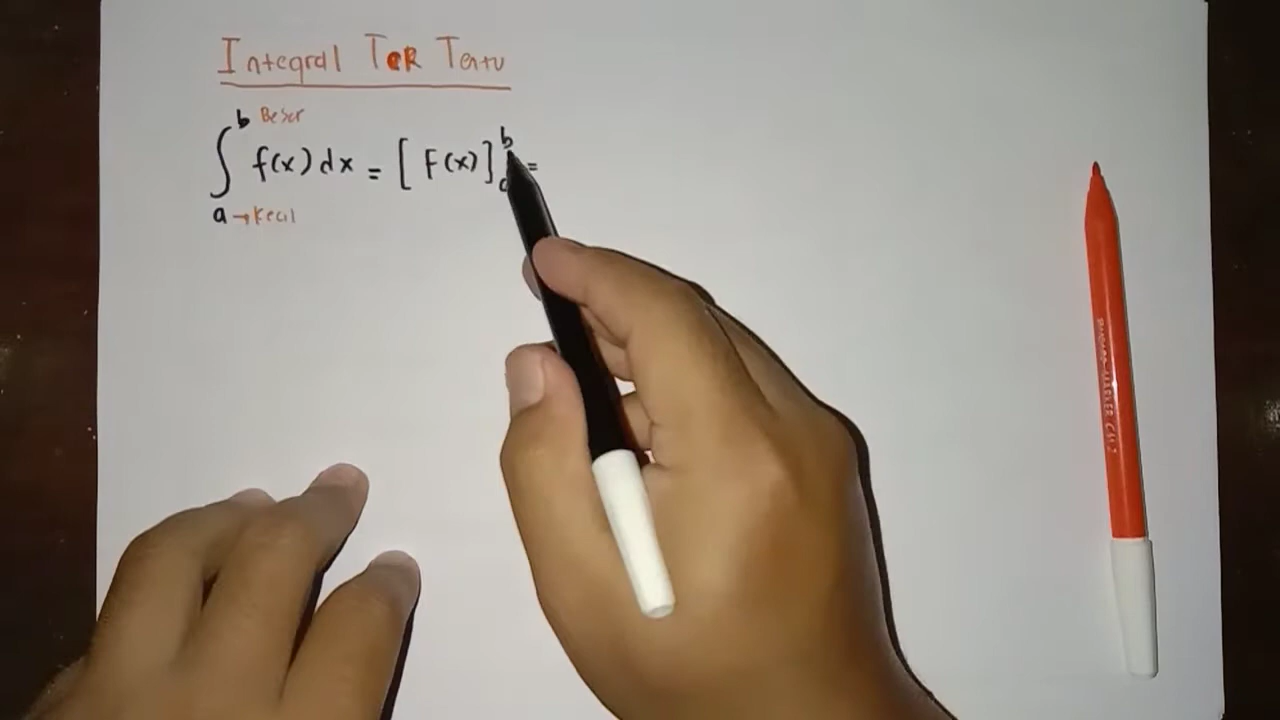 Integral TeR Tentu
b Besar
∫ f(x) dx = [F(x)] b =
a → Kecil